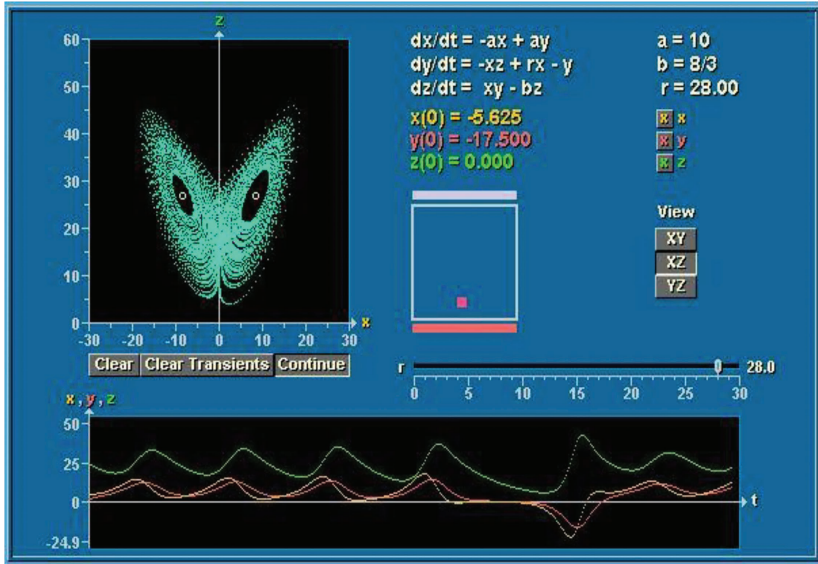 z
60
50
40
30
20
10
0
-30 -20 -10 0 10 20 30
x
Clear Clear Transients Continue
dx/dt = -ax + ay
dy/dt = -xz + rx - y
dz/dt = xy - bz
a = 10
b = 8/3
r = 28.00
x(0) = -5.625
y(0) = -17.500
z(0) = 0.000
x x
x y
x z
View
XY
XZ
YZ
r 28.0
0 5 10 15 20 25 30
x , y , z
50
25
0
-24.9
t